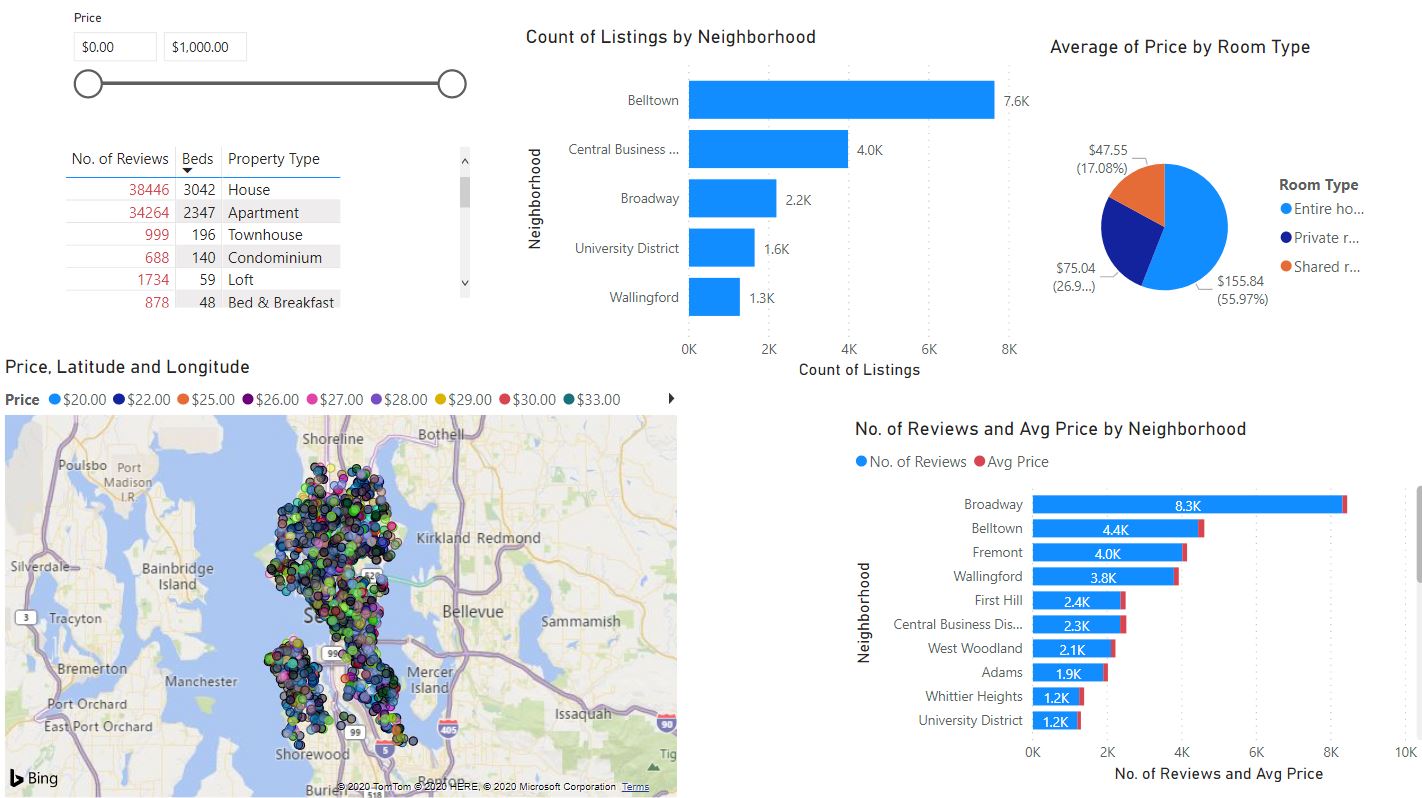 Price
$0.00 $1,000.00
No. of Reviews Beds Property Type
38446 3042 House
34264 2347 Apartment
999 196 Townhouse
688 140 Condominium
1734 59 Loft
878 48 Bed & Breakfast
Count of Listings by Neighborhood
Neighborhood
Belltown 7.6K
Central Business ... 4.0K
Broadway 2.2K
University District 1.6K
Wallingford 1.3K
0K 2K 4K 6K 8K
Count of Listings
Average of Price by Room Type
$47.55
(17.08%)
$75.04
(26.9...)
$155.84
(55.97%)
Room Type
Entire ho...
Private r...
Shared r...
Price, Latitude and Longitude
Price $20.00 $22.00 $25.00 $26.00 $27.00 $28.00 $29.00 $30.00 $33.00
Shoreline
Bothell
Poulsbo
Port
Madison
I.R.
Kirkland Redmond
Silverdale
Bainbridge
Island
520
3
Tracyton
Bellevue
Sammamish
99
Bremerton
Manchester
Mercer
Island
Port Orchard
East Port Orchard
Issaquah
90
405
99
5
Shorewood
Tig
Renton
Burien
518
Bing
© 2020 TomTom © 2020 HERE, © 2020 Microsoft Corporation Terms
No. of Reviews and Avg Price by Neighborhood
No. of Reviews Avg Price
Neighborhood
Broadway 8.3K
Belltown 4.4K
Fremont 4.0K
Wallingford 3.8K
First Hill 2.4K
Central Business Dis... 2.3K
West Woodland 2.1K
Adams 1.9K
Whittier Heights 1.2K
University District 1.2K
0K 2K 4K 6K 8K 10K
No. of Reviews and Avg Price